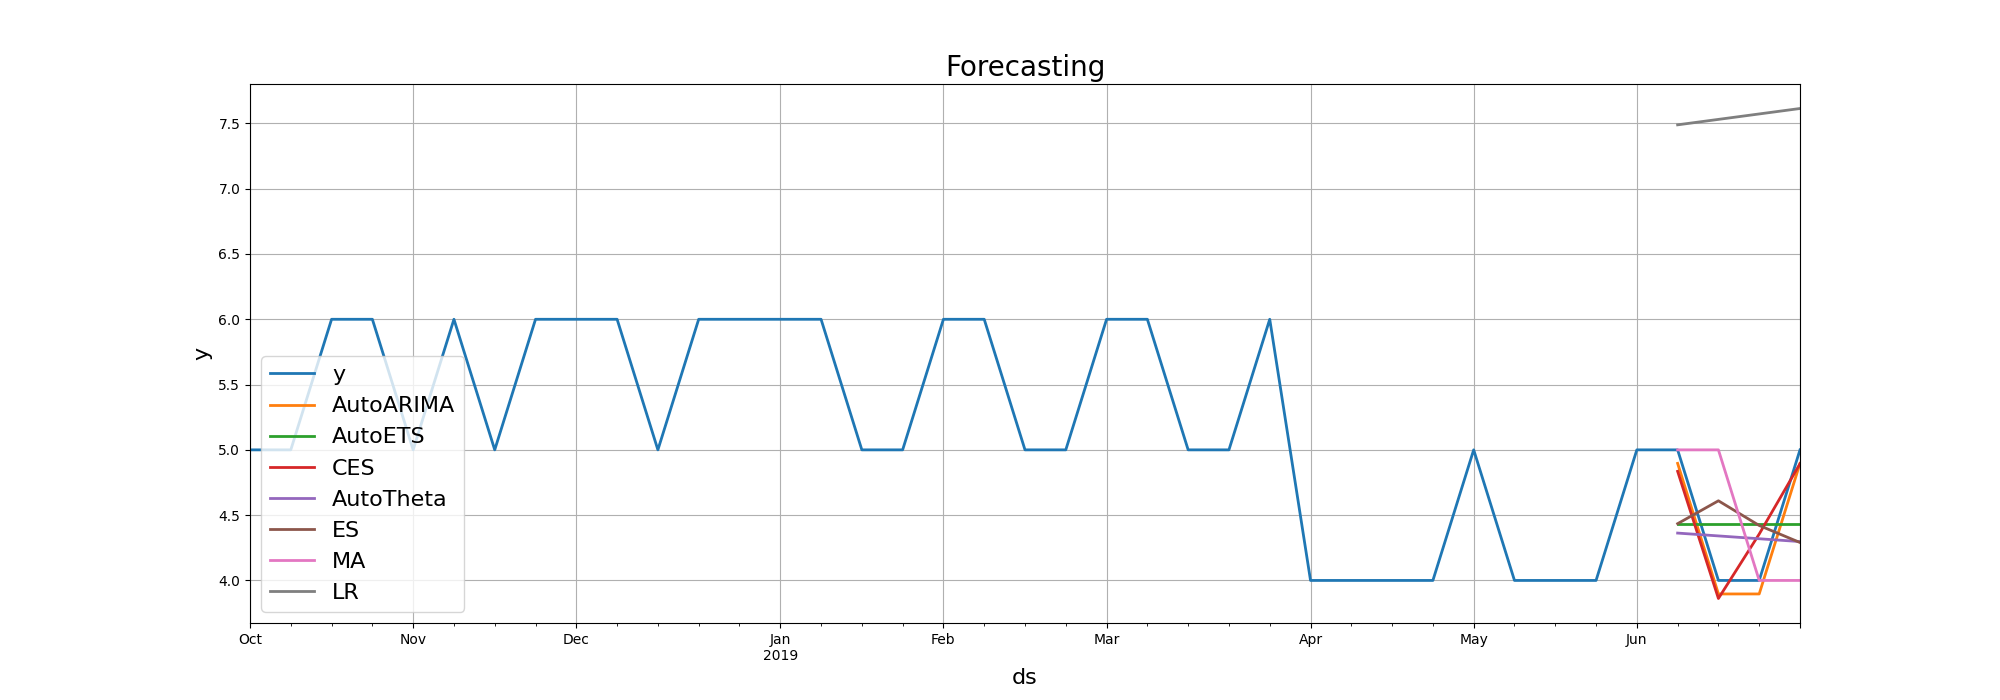 Forecasting
7.5
7.0
6.5
6.0
5.5
5.0
4.5
4.0
y
y
AutoARIMA
AutoETS
CES
AutoTheta
ES
MA
LR
Oct Nov Dec Jan Feb Mar Apr May Jun
2019
ds